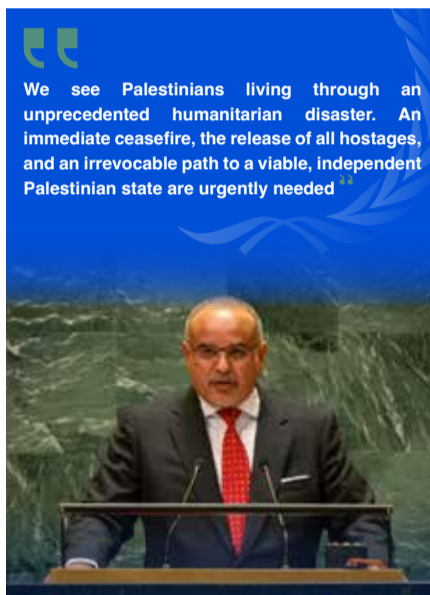 We see Palestinians living through an
unprecedented humanitarian disaster. An
immediate ceasefire, the release of all hostages,
and an irrevocable path to a viable, independent
Palestinian state are urgently needed ”